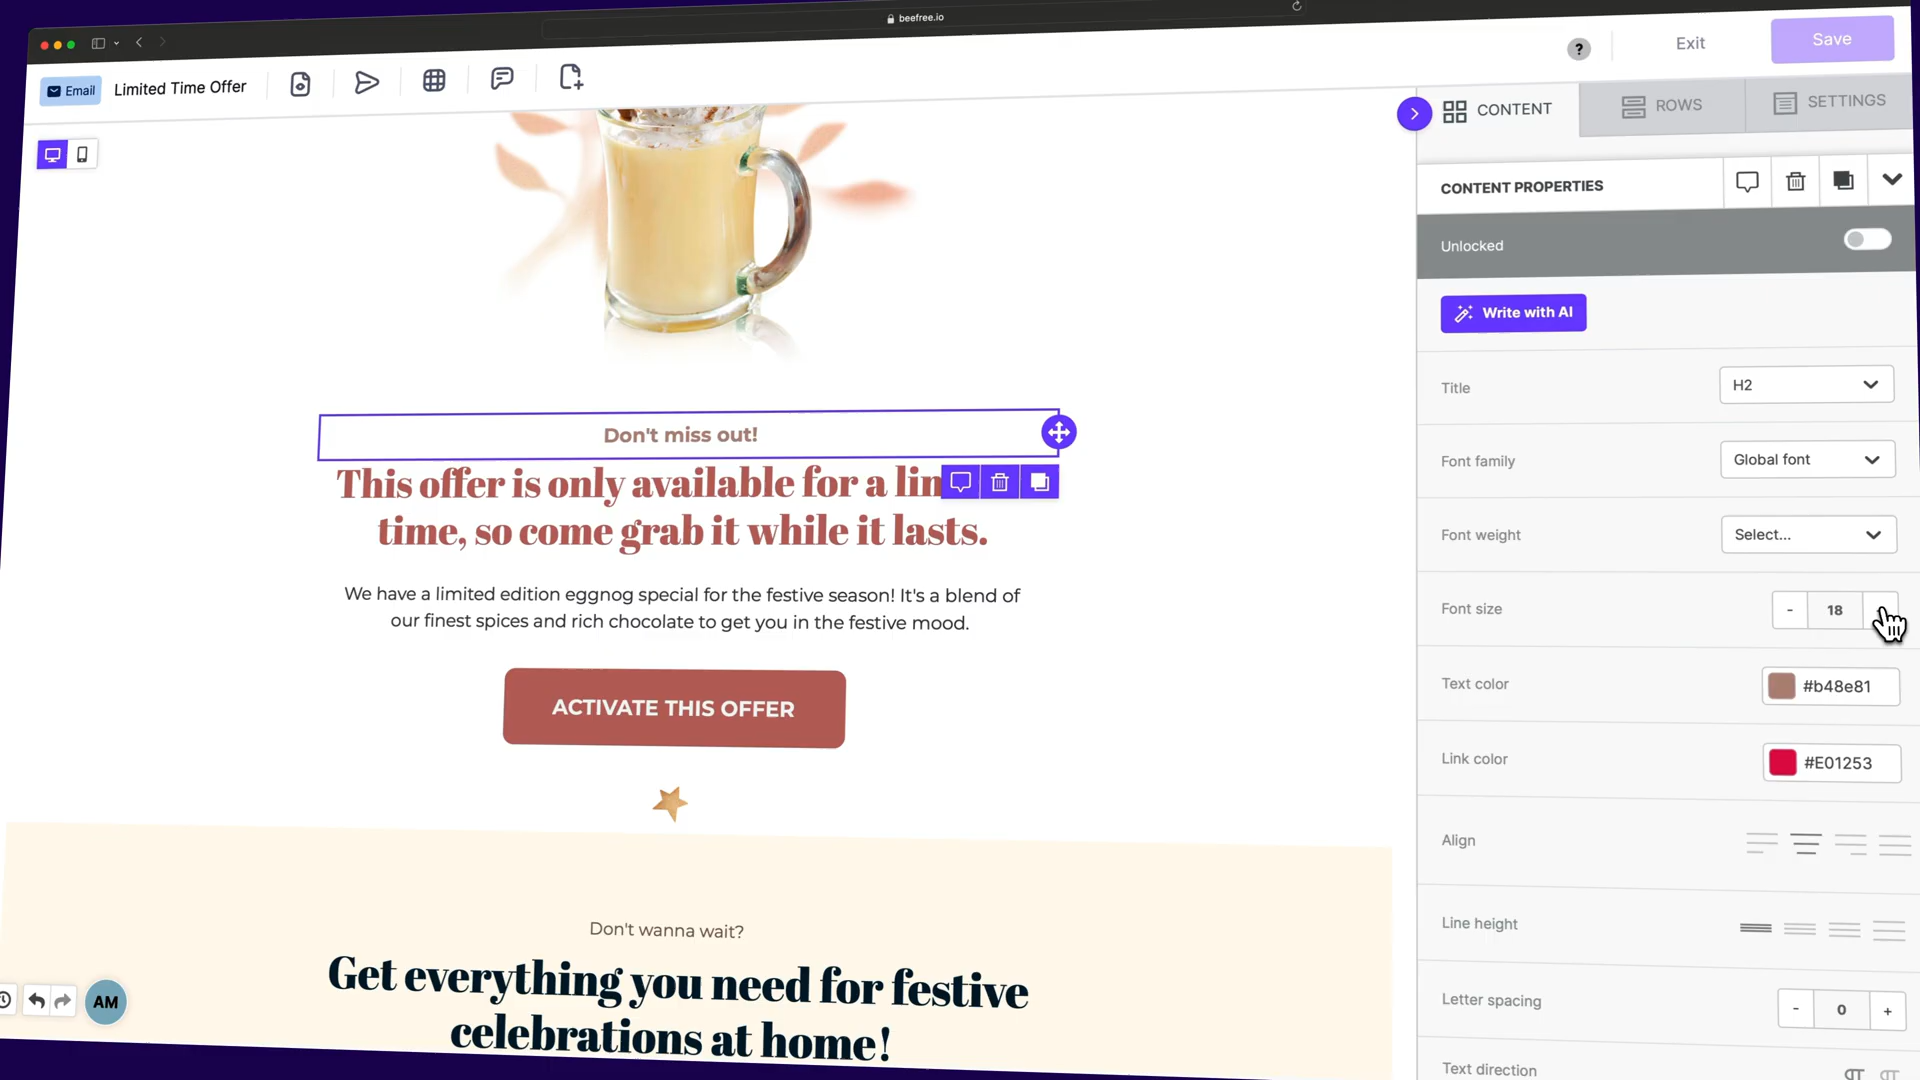 beefree.io
Email
Limited Time Offer
?
Exit
Save
CONTENT
ROWS
SETTINGS
CONTENT PROPERTIES
Unlocked
Write with AI
Title
H2
Don't miss out!
Font family
Global font
This offer is only available for a
time, so come grab it while it lasts.
Font weight
Select...
We have a limited edition eggnog special for the festive season! It's a blend of
our finest spices and rich chocolate to get you in the festive mood.
Font size
- 18
Text color
#b48e81
ACTIVATE THIS OFFER
Link color
#E01253
Align
Line height
Don't wanna wait?
Get everything you need for festive
celebrations at home!
AM
Letter spacing
- 0 +
Text direction